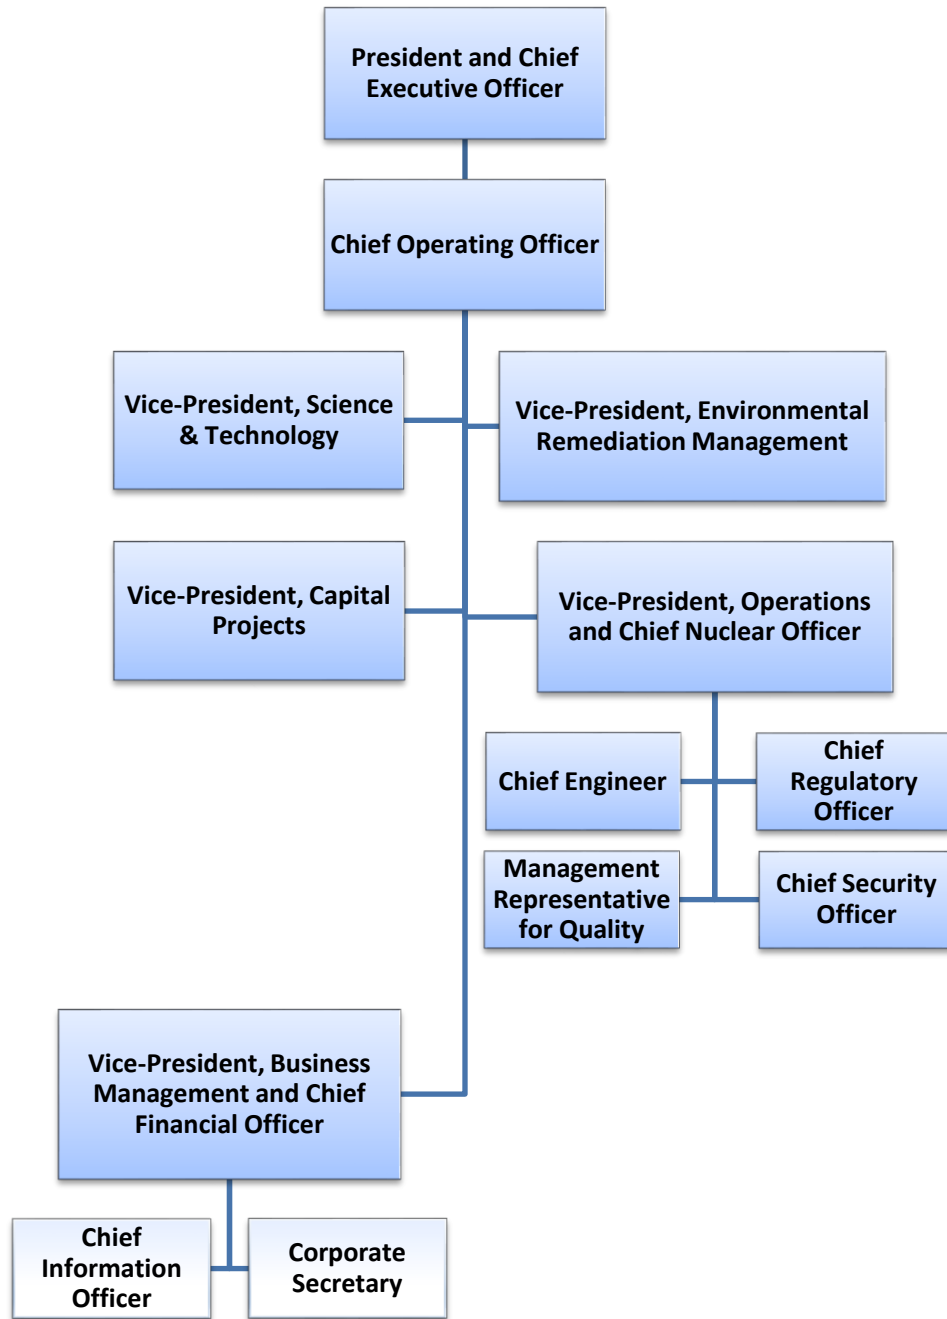 President and Chief
Executive Officer
Chief Operating Officer
Vice-President, Science
& Technology
Vice-President, Environmental
Remediation Management
Vice-President, Capital
Projects
Vice-President, Operations
and Chief Nuclear Officer
Chief Engineer
Chief
Regulatory
Officer
Management
Representative
for Quality
Chief Security
Officer
Vice-President, Business
Management and Chief
Financial Officer
Chief
Information
Officer
Corporate
Secretary